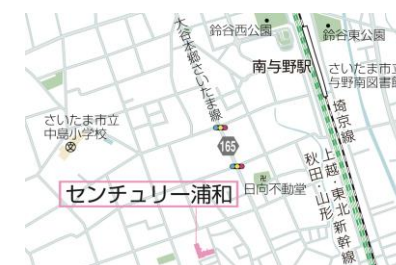 鈴谷西公園
鈴谷東公園
大谷本郷さいたま線
南与野駅
さいたま市立
与野南図書館
さいたま市立
中島小学校
文
165
埼京線
上越・東北新幹線
秋田・山形
卍
日向不動堂
センチュリー浦和